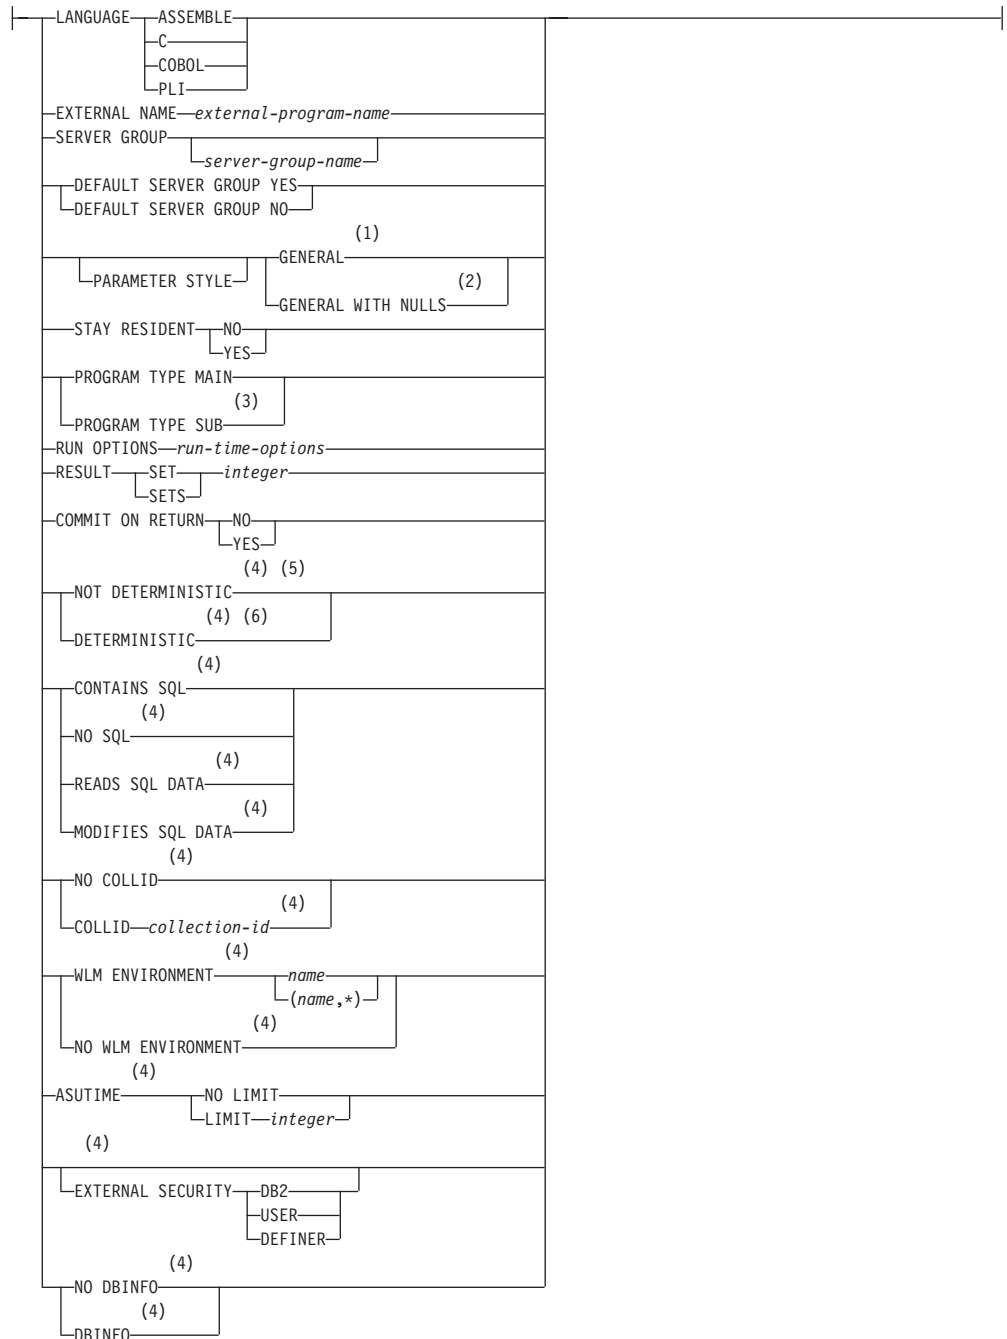 LANGUAGE ASSEMBLE
C
COBOL
PLI
EXTERNAL NAME external-program-name
SERVER GROUP
server-group-name
DEFAULT SERVER GROUP YES
DEFAULT SERVER GROUP NO
(1)
GENERAL
PARAMETER STYLE (2)
GENERAL WITH NULLS
STAY RESIDENT NO
YES
PROGRAM TYPE MAIN
(3)
PROGRAM TYPE SUB
RUN OPTIONS run-time-options
RESULT SET integer
SETS
COMMIT ON RETURN NO
YES
(4) (5)
NOT DETERMINISTIC
(4) (6)
DETERMINISTIC
(4)
CONTAINS SQL
(4)
NO SQL
(4)
READS SQL DATA
(4)
MODIFIES SQL DATA
(4)
NO COLLID
(4)
COLLID collection-id
(4)
WLM ENVIRONMENT name
(name,*)
(4)
NO WLM ENVIRONMENT
(4)
ASUTIME NO LIMIT
LIMIT integer
(4)
EXTERNAL SECURITY DB2
USER
DEFINER
(4)
NO DBINFO
(4)
DBINFO